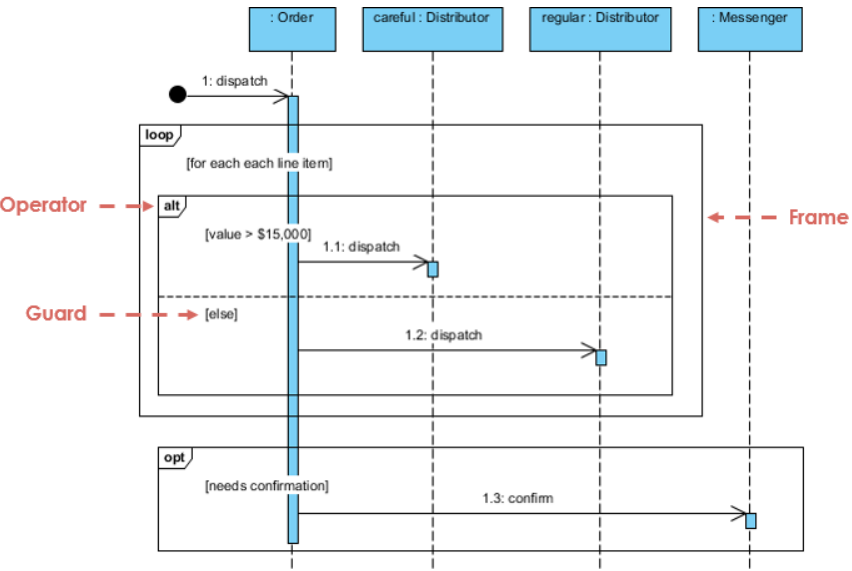 : Order
careful : Distributor
regular : Distributor
: Messenger
1: dispatch
loop
[for each each line item]
Operator
alt
Frame
[value > $15,000]
1.1: dispatch
Guard
[else]
1.2: dispatch
opt
[needs confirmation]
1.3: confirm